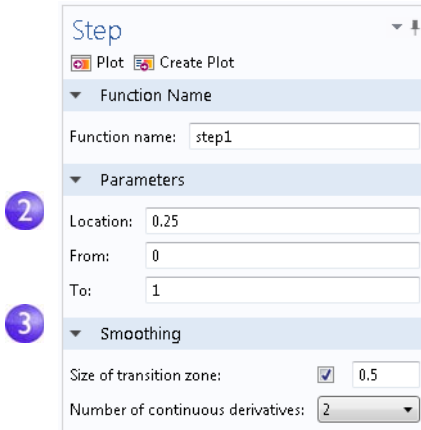 Step
Plot Create Plot
Function Name
Function name: step1
Parameters
2
Location: 0.25
From: 0
To: 1
3
Smoothing
Size of transition zone: 0.5
Number of continuous derivatives: 2